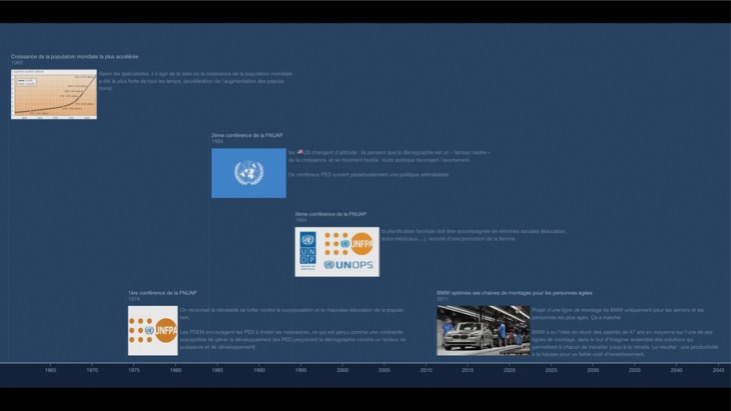 Croissance de la population mondiale la plus accélérée
1960
Selon les spécialistes, il s'agit de la date où la croissance de la population mondiale
a été la plus forte de tout les temps. (accélération de l'augmentation des popula-
tions)
2ème conférence de la FNUAP
1984
les US changent d'attitude : ils pensent que la démographie est un « facteur neutre »
de la croissance et se montrent hostile toute politique favorisant l'avortement.
De nombreux PED suivent paradoxalement une politique antinataliste
3ème conférence de la FNUAP
1994
la planification familiale doit être accompagnée de réformes sociales (éducation,
soins médicaux,...), volonté d'une promotion de la femme
UN
DP
UNFPA
UNOPS
1ère conférence de la FNUAP
1974
UNFPA
On reconnait la nécessité de lutter contre la surpopulation et la mauvaise éducation de la popula-
tion.
Les PDEM encouragent les PED à limiter les naissances, ce qui est perçu comme une contrainte
susceptible de gêner le développement (les PED perçoivent la démographie comme un facteur de
puissance et de développement).
BMW optimise ses chaines de montages pour les personnes agées
2011
Projet d'une ligne de montage de BMW uniquement pour les seniors et les
personnes les plus agés. Ça a marché
BMW a eu l'idée de réunir des salariés de 47 ans en moyenne sur l'une de ses
lignes de montage, dans le but d'imaginer ensemble des solutions qui
permettent à chacun de travailler jusqu'à la retraite. Le résultat : une productivité
à la hausse pour un faible coût d'investissement.
1965 1970 1975 1980 1985 1990 1995 2000 2005 2010 2015 2020 2025 2030 2035 2040 2045